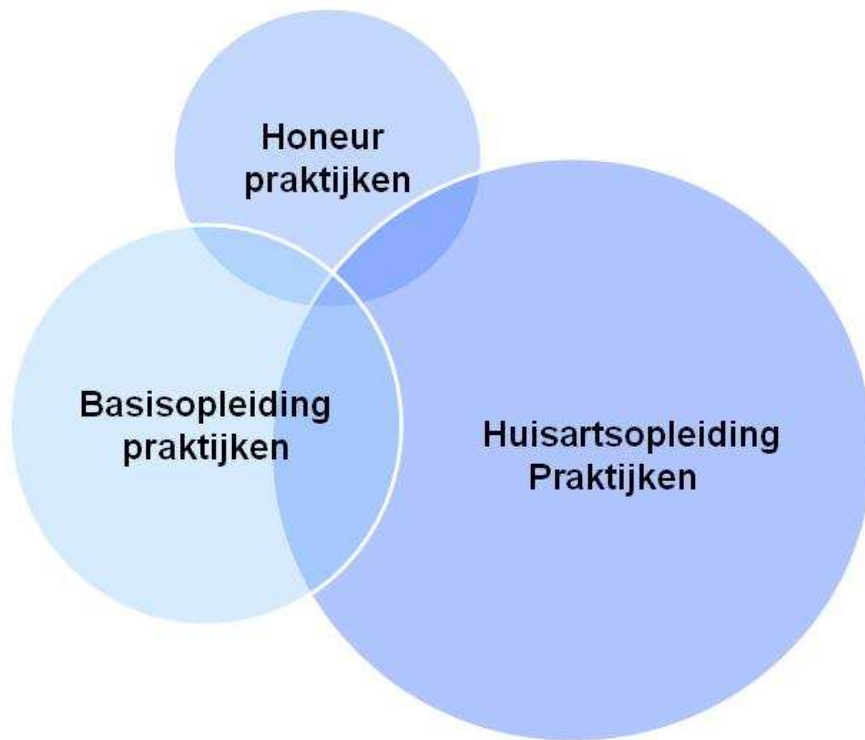 Honeur
praktijken
Basisopleiding
praktijken
Huisartsopleiding
Praktijken